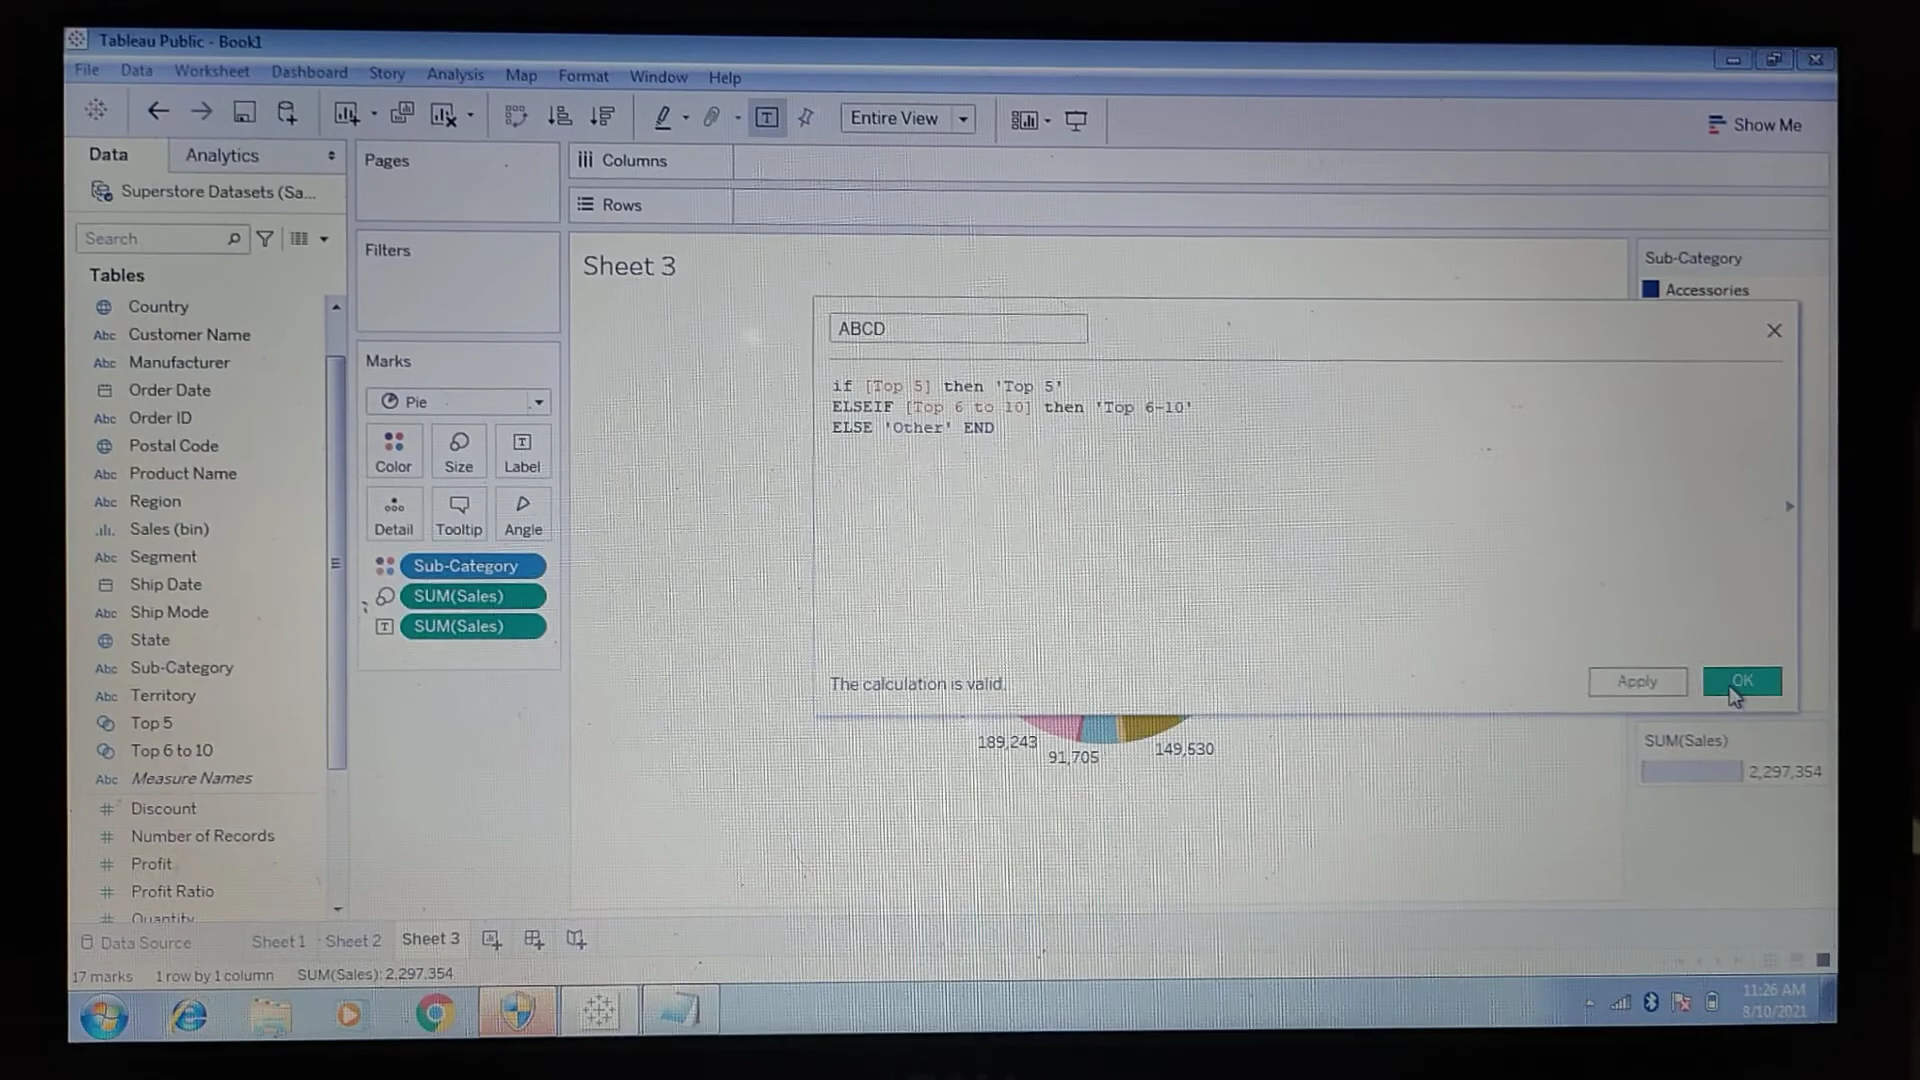 Tableau Public - Book1
File Data Worksheet Dashboard Story Analysis Map Format Window Help
Entire View
Show Me
Data Analytics
Superstore Datasets (Sa...
Search
Tables
Country
Customer Name
Manufacturer
Order Date
Order ID
Postal Code
Product Name
Region
Sales (bin)
Segment
Ship Date
Ship Mode
State
Sub-Category
Territory
Top 5
Top 6 to 10
Measure Names
Discount
Number of Records
Profit
Profit Ratio
Quantity
Pages
Filters
Marks
Pie
Color Size Label
Detail Tooltip Angle
Sub-Category
SUM(Sales)
SUM(Sales)
Columns
Rows
Sheet 3
ABCD
if [Top 5] then 'Top 5'
ELSEIF [Top 6 to 10] then 'Top 6-10'
ELSE 'Other' END
The calculation is valid.
Apply OK
189,243
91,705
149,530
Sub-Category
Accessories
SUM(Sales)
2,297,354
Data Source Sheet 1 Sheet 2 Sheet 3
17 marks 1 row by 1 column SUM(Sales): 2,297,354
11:26 AM
8/10/2021